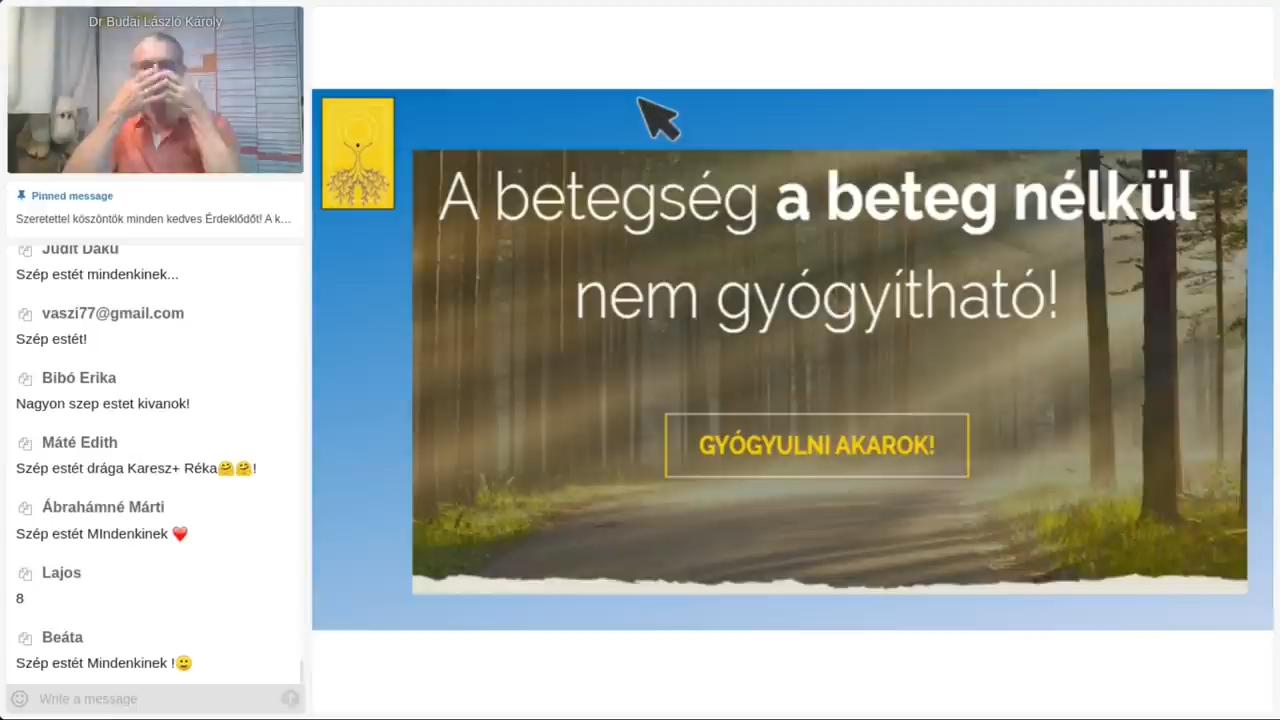 Dr Budai László Károly
Pinned message
Szeretettel köszöntök minden kedves Érdeklődőt! A k...
Judit Daku
Szép estét mindenkinek...
vaszi77@gmail.com
Szép estét!
Bibó Erika
Nagyon szep estet kivanok!
Máté Edith
Szép estét drága Karesz+ Réka🤗🤗!
Ábrahámné Márti
Szép estét MIndenkinek ❤️
Lajos
8
Beáta
Szép estét Mindenkinek !🙂
Write a message
A betegség a beteg nélkül
nem gyógyítható!
GYÓGYULNI AKAROK!